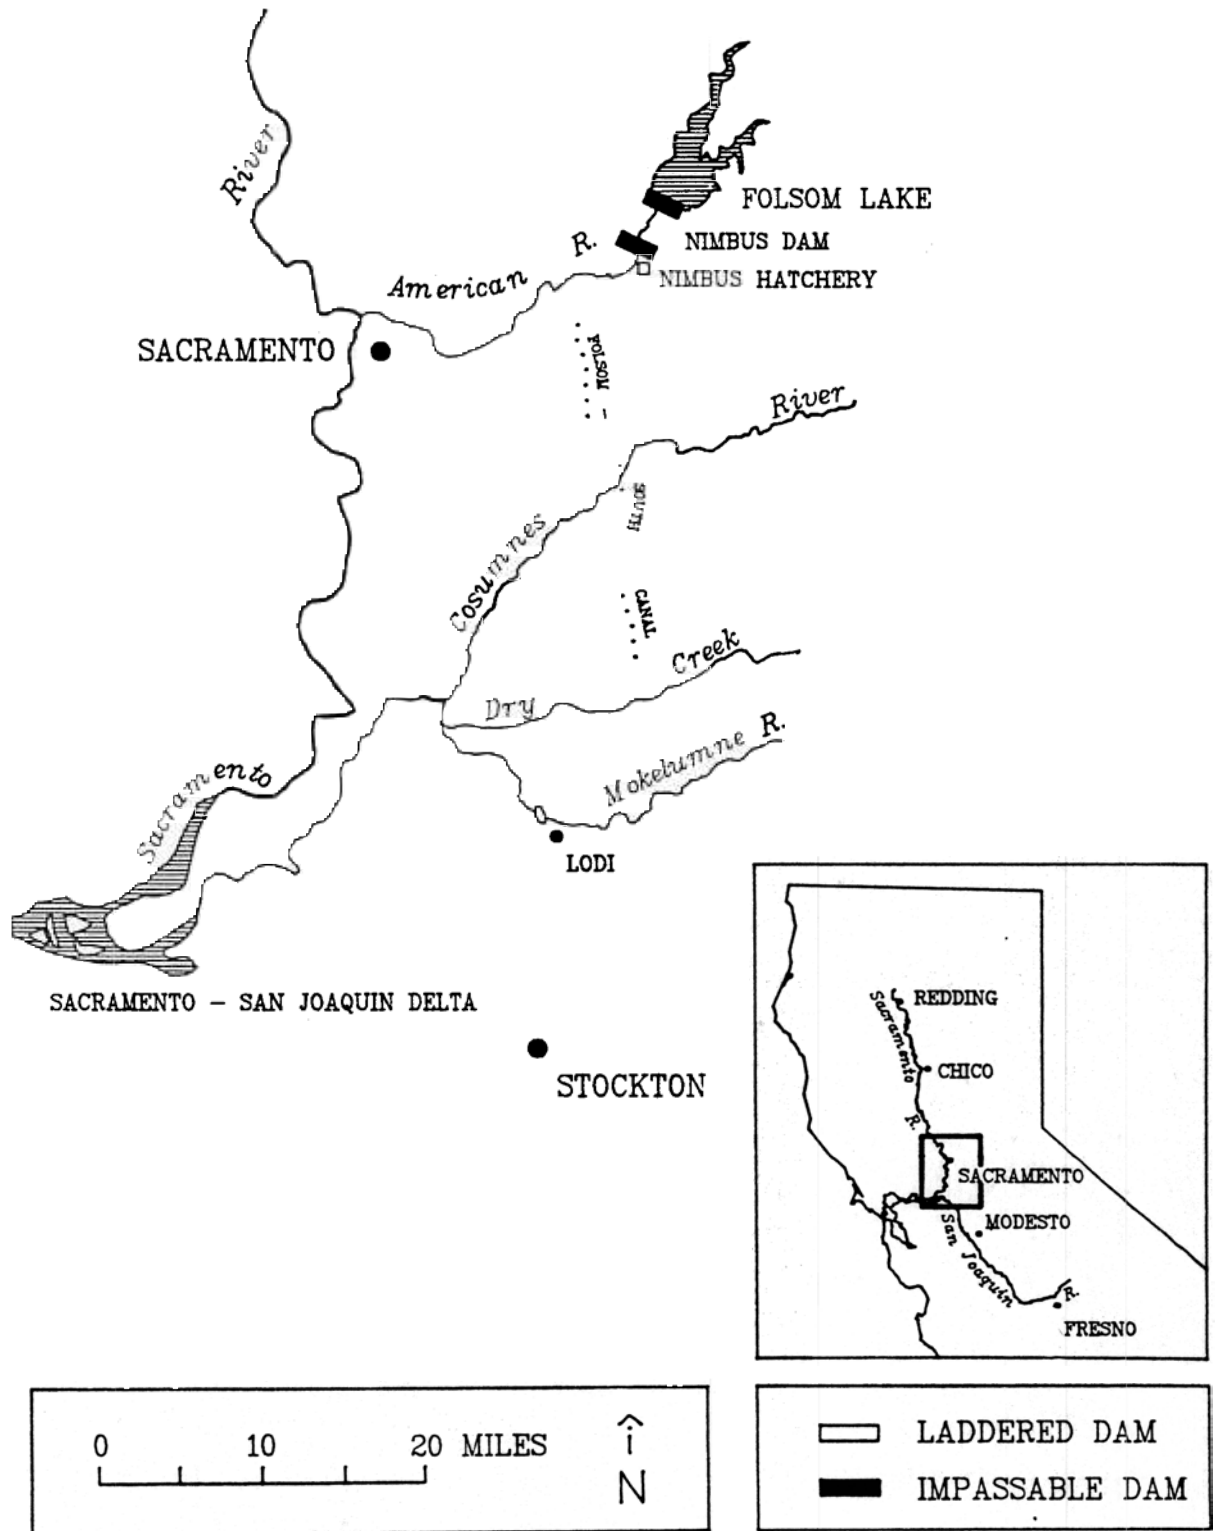 River
FOLSOM LAKE
R.
NIMBUS DAM
American
NIMBUS HATCHERY
SACRAMENTO
FOLSOM –
River
SOUTH
Cosumnes
CANAL
Creek
Dry
Mokelumne R.
Sacramento
LODI
SACRAMENTO – SAN JOAQUIN DELTA
STOCKTON
REDDING
Sacramento
CHICO
R.
SACRAMENTO
MODESTO
San Joaquin
R.
FRESNO
0 10 20 MILES
N
LADDERED DAM
IMPASSABLE DAM